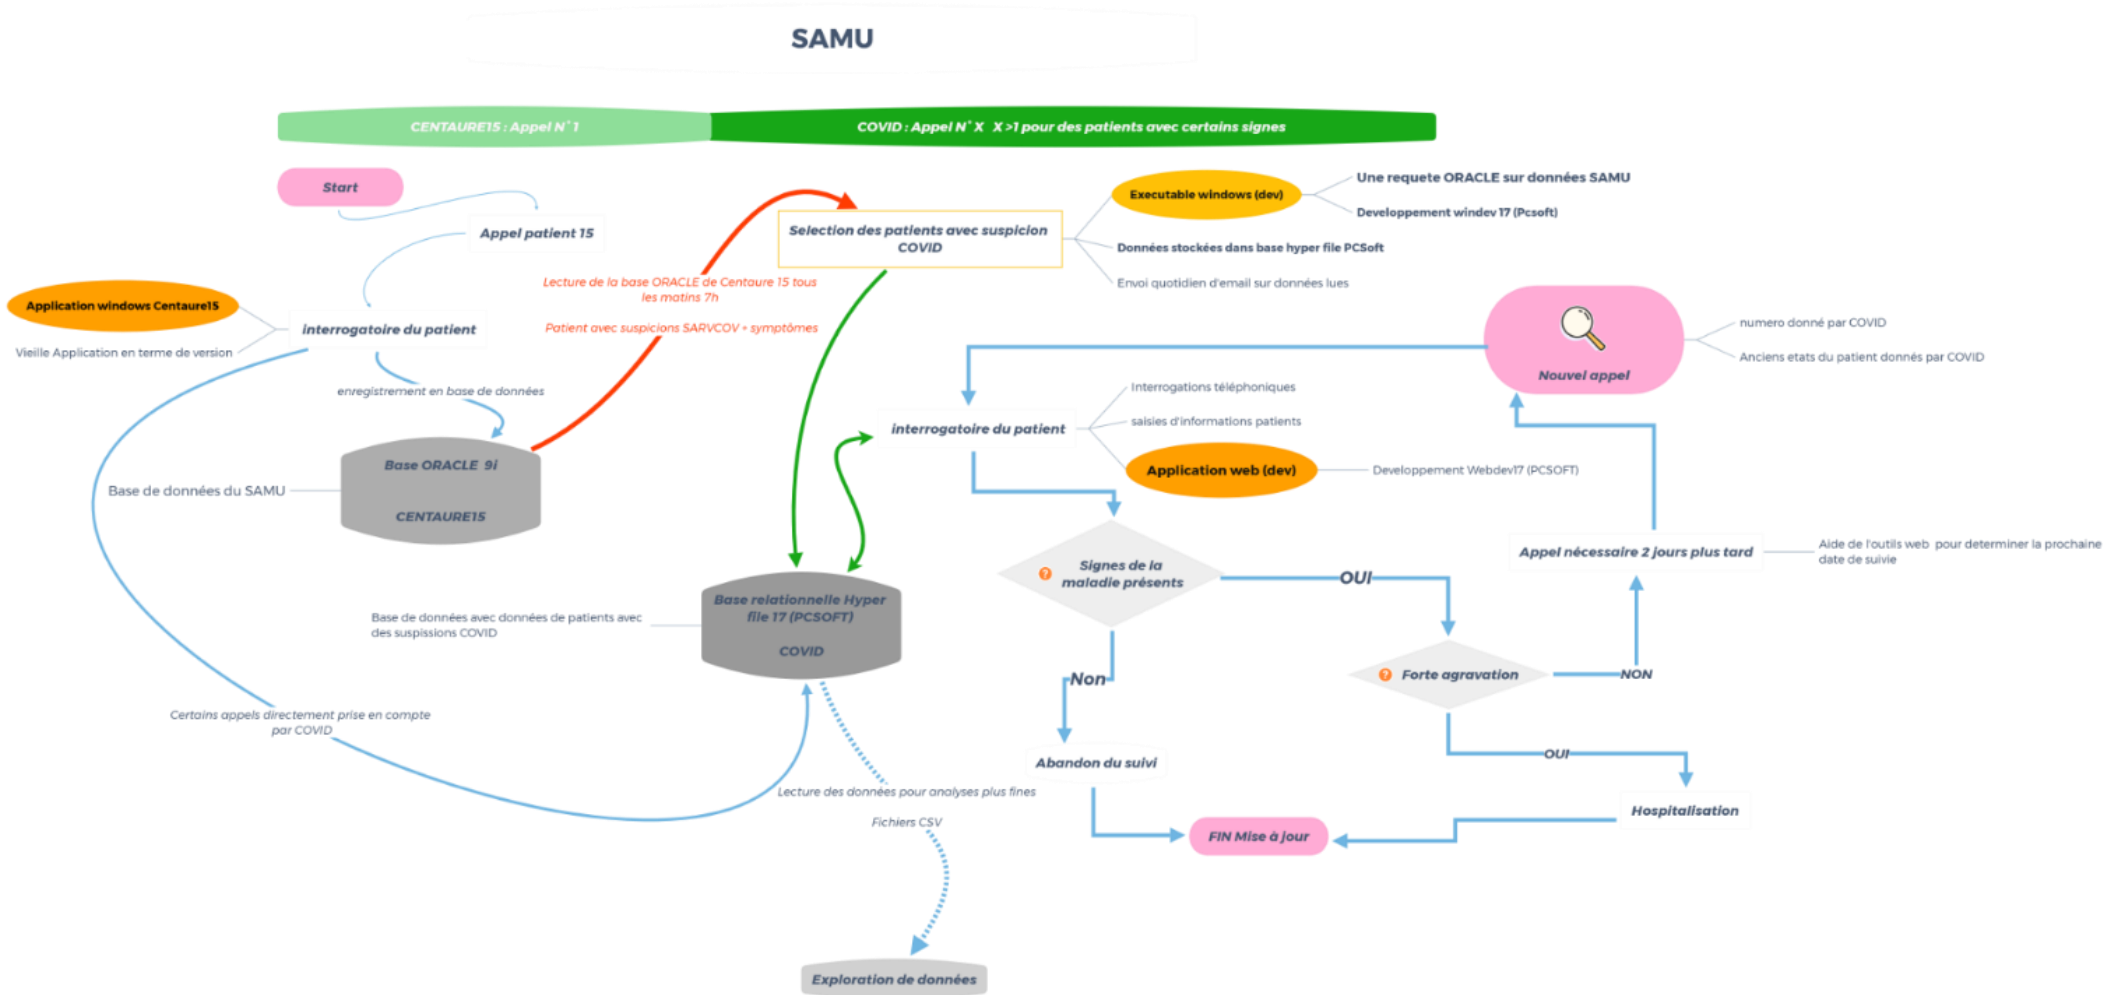 SAMU
CENTAURE15 : Appel N°1
COVID : Appel N° X   X >1 pour des patients avec certains signes
Start
Appel patient 15
Application windows Centaure15
Vieille Application en terme de version
interrogatoire du patient
enregistrement en base de données
Base de données du SAMU
Base ORACLE 9i
CENTAURE15
Lecture de la base ORACLE de Centaure 15 tous
les matins 7h
Patient avec suspicions SARVCOV + symptômes
Selection des patients avec suspicion
COVID
Executable windows (dev)
Une requete ORACLE sur données SAMU
Developpement windev 17 (Pcsoft)
Données stockées dans base hyper file PCSoft
Envoi quotidien d'email sur données lues
Nouvel appel
numero donné par COVID
Anciens etats du patient donnés par COVID
interrogatoire du patient
Interrogations téléphoniques
saisies d'informations patients
Application web (dev)
Developpement Webdev17 (PCSOFT)
Signes de la
maladie présents
OUI
Non
Appel nécessaire 2 jours plus tard
Aide de l'outils web pour determiner la prochaine
date de suivie
Base de données avec données de patients avec
des suspissions COVID
Base relationnelle Hyper
file 17 (PCSOFT)
COVID
Forte agravation
NON
OUI
Certains appels directement prise en compte
par COVID
Abandon du suivi
Lecture des données pour analyses plus fines
Fichiers CSV
Hospitalisation
FIN Mise à jour
Exploration de données